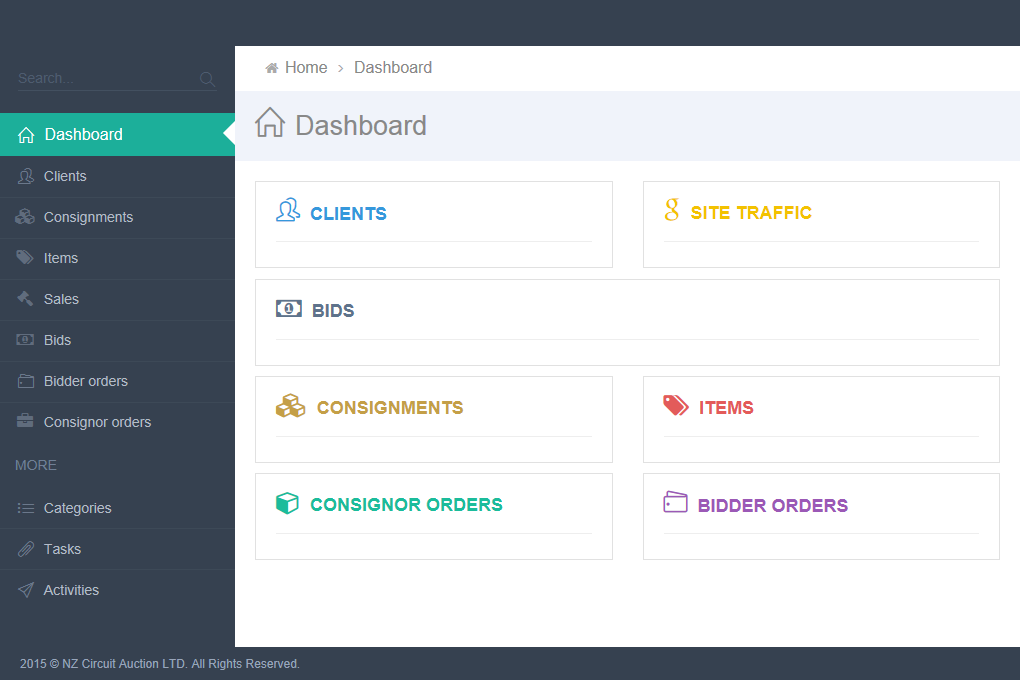 Search...
Dashboard
Clients
Consignments
Items
Sales
Bids
Bidder orders
Consignor orders
MORE
Categories
Tasks
Activities
Home > Dashboard
Dashboard
CLIENTS
SITE TRAFFIC
BIDS
CONSIGNMENTS
ITEMS
CONSIGNOR ORDERS
BIDDER ORDERS
2015 © NZ Circuit Auction LTD. All Rights Reserved.